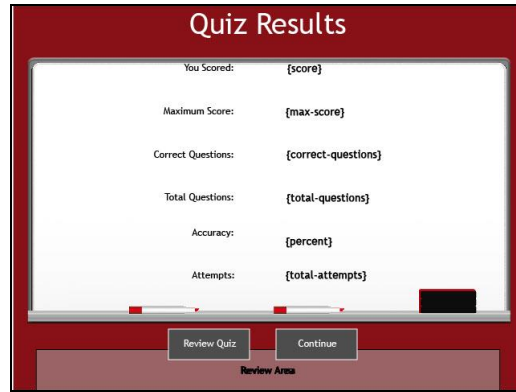 Quiz Results
You Scored: {score}
Maximum Score: {max-score}
Correct Questions: {correct-questions}
Total Questions: {total-questions}
Accuracy: {percent}
Attempts: {total-attempts}
Review Quiz Continue
Review Area